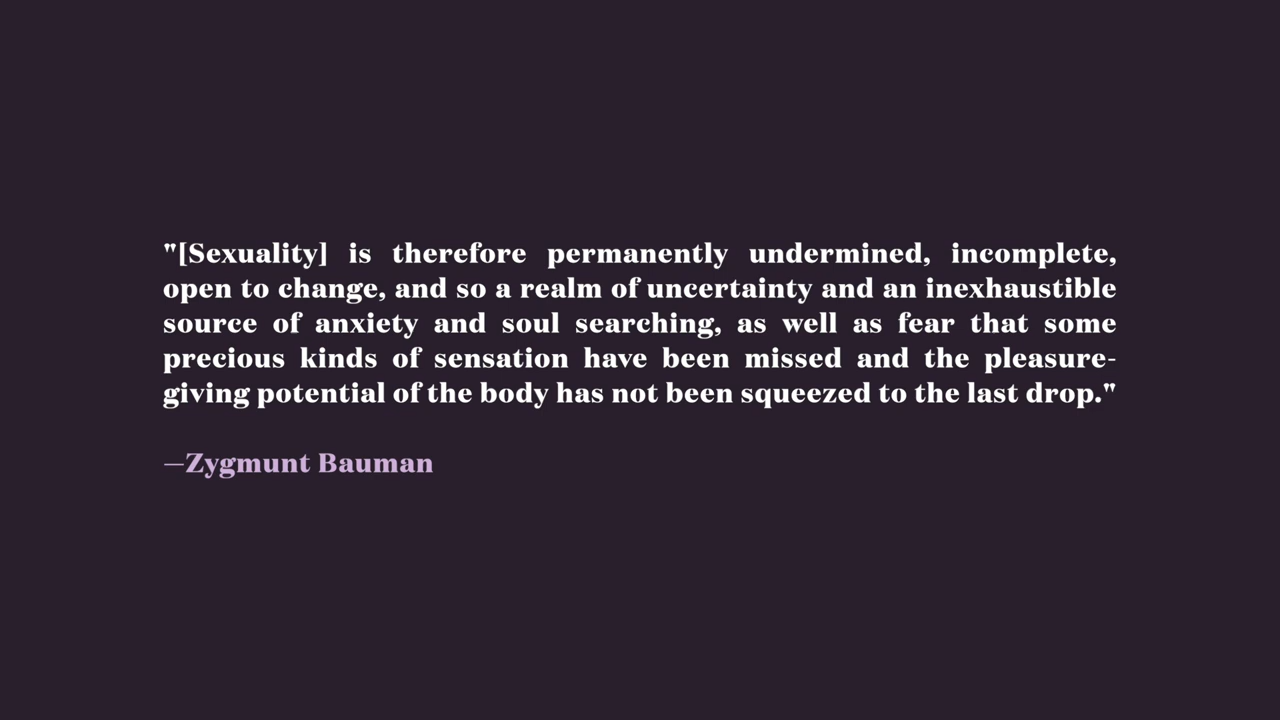 "[Sexuality] is therefore permanently undermined, incomplete,
open to change, and so a realm of uncertainty and an inexhaustible
source of anxiety and soul searching, as well as fear that some
precious kinds of sensation have been missed and the pleasure-
giving potential of the body has not been squeezed to the last drop."
—Zygmunt Bauman